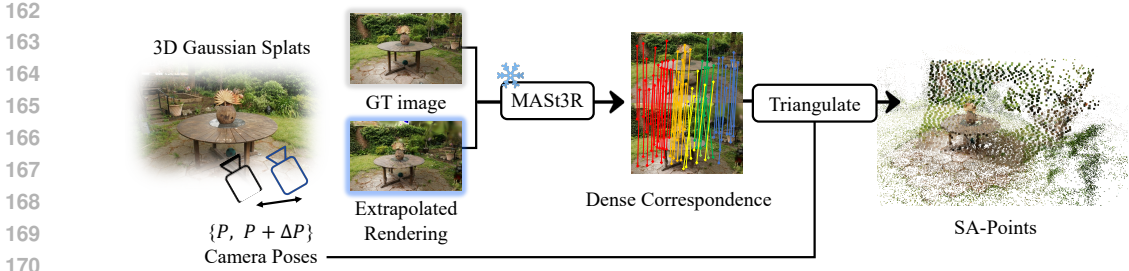 162
163
164
165
166
167
168
169
170
3D Gaussian Splats
GT image
Extrapolated
Rendering
{P, P + ΔP}
Camera Poses
MASt3R
Dense Correspondence
Triangulate
SA-Points